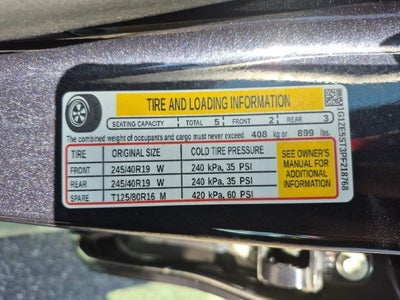 TIRE AND LOADING INFORMATION
SEATING CAPACITY TOTAL 5 FRONT 2 REAR 3
The combined weight of occupants and cargo must never exceed 408 kg or 899 lbs.
TIRE ORIGINAL SIZE COLD TIRE PRESSURE
FRONT 245/40R19 W 240 kPa, 35 PSI
REAR 245/40R19 W 240 kPa, 35 PSI
SPARE T125/80R16 M 420 kPa, 60 PSI
SEE OWNER'S
MANUAL FOR
ADDITIONAL
INFORMATION
1G1ZE5ST3PF218768